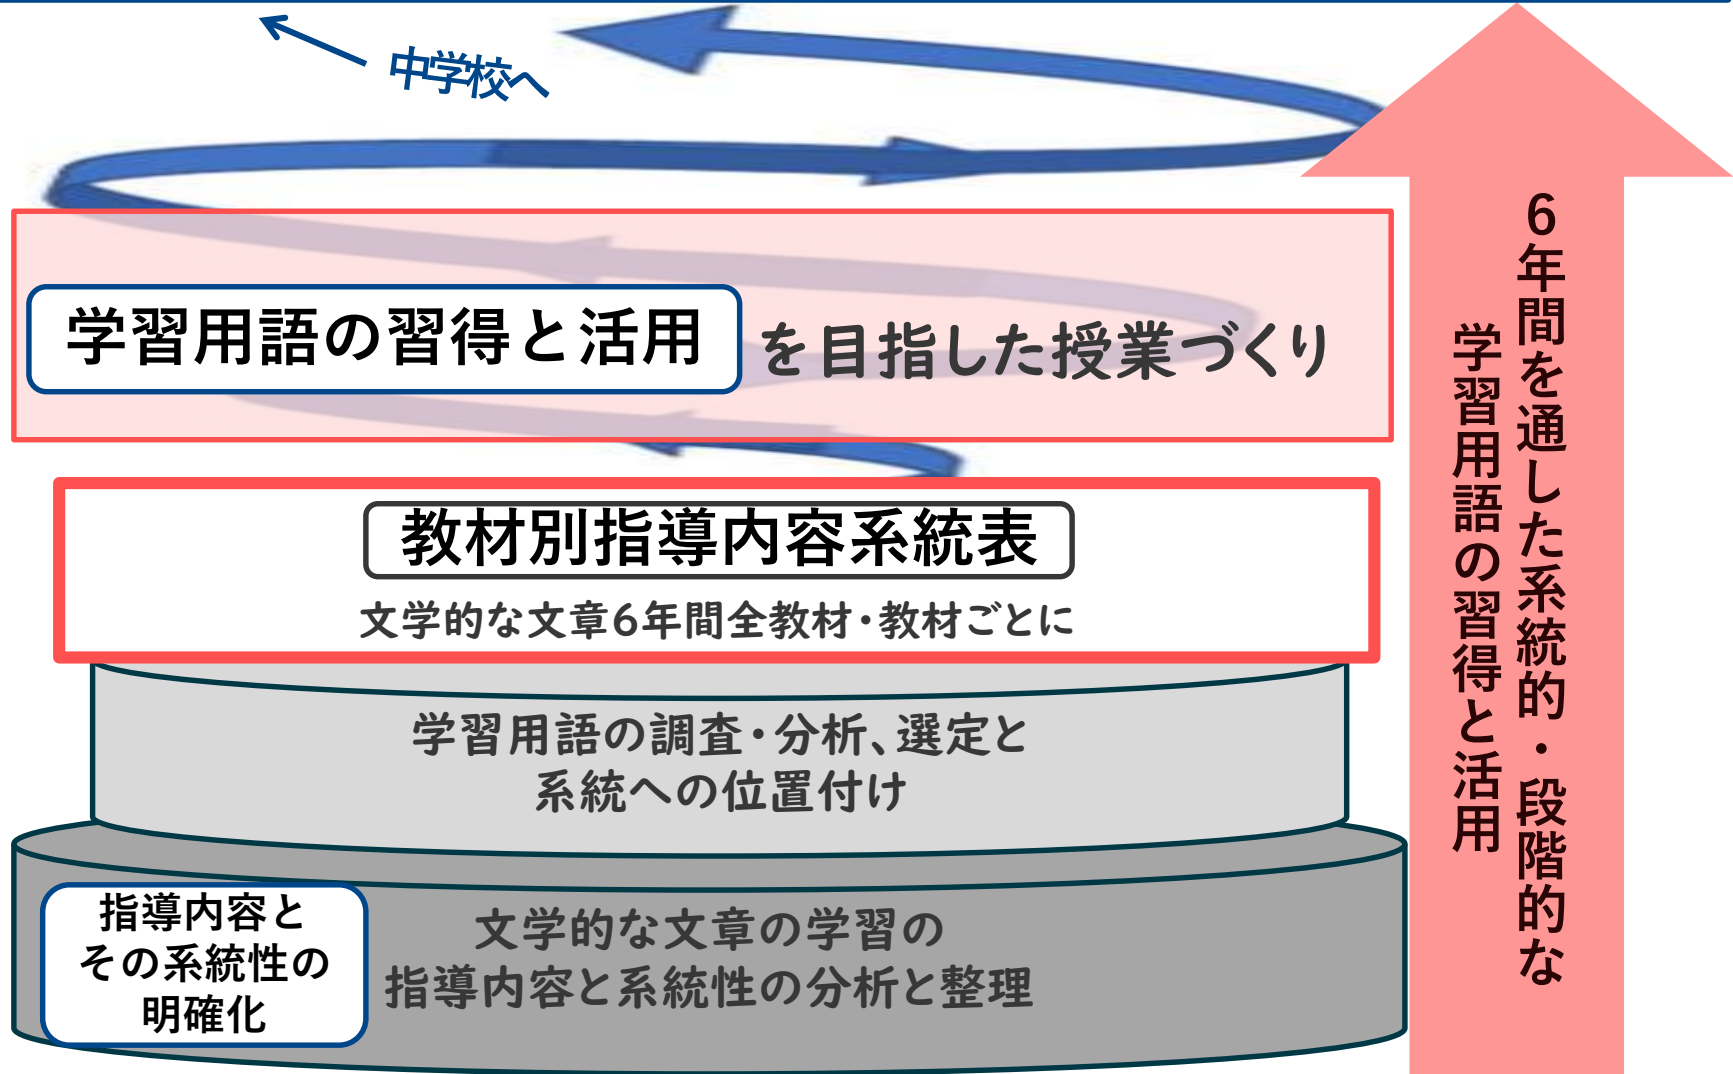 中学校へ
学習用語の習得と活用 を目指した授業づくり
教材別指導内容系統表
文学的な文章6年間全教材・教材ごとに
学習用語の調査・分析、選定と
系統への位置付け
指導内容と
その系統性の
明確化
文学的な文章の学習の
指導内容と系統性の分析と整理
6年間を通した系統的・段階的な
学習用語の習得と活用